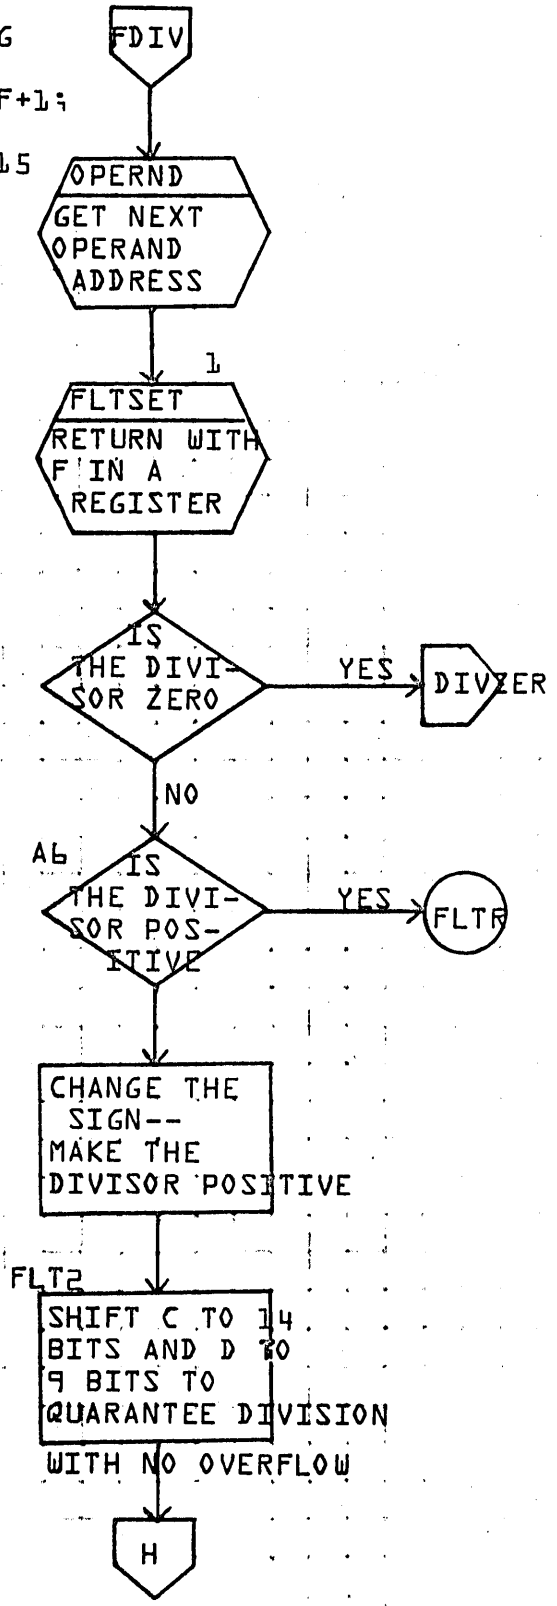 G
FDIV
F+1;
15
OPERND
GET NEXT
OPERAND
ADDRESS
1
FLTSET
RETURN WITH
F IN A
REGISTER
IS
THE DIVI-
SOR ZERO
YES
DIVZER
NO
A6
IS
THE DIVI-
SOR POS-
ITIVE
YES
FLTR
CHANGE THE
SIGN--
MAKE THE
DIVISOR POSITIVE
FLT2
SHIFT C TO 14
BITS AND D TO
9 BITS TO
QUARANTEE DIVISION
WITH NO OVERFLOW
H